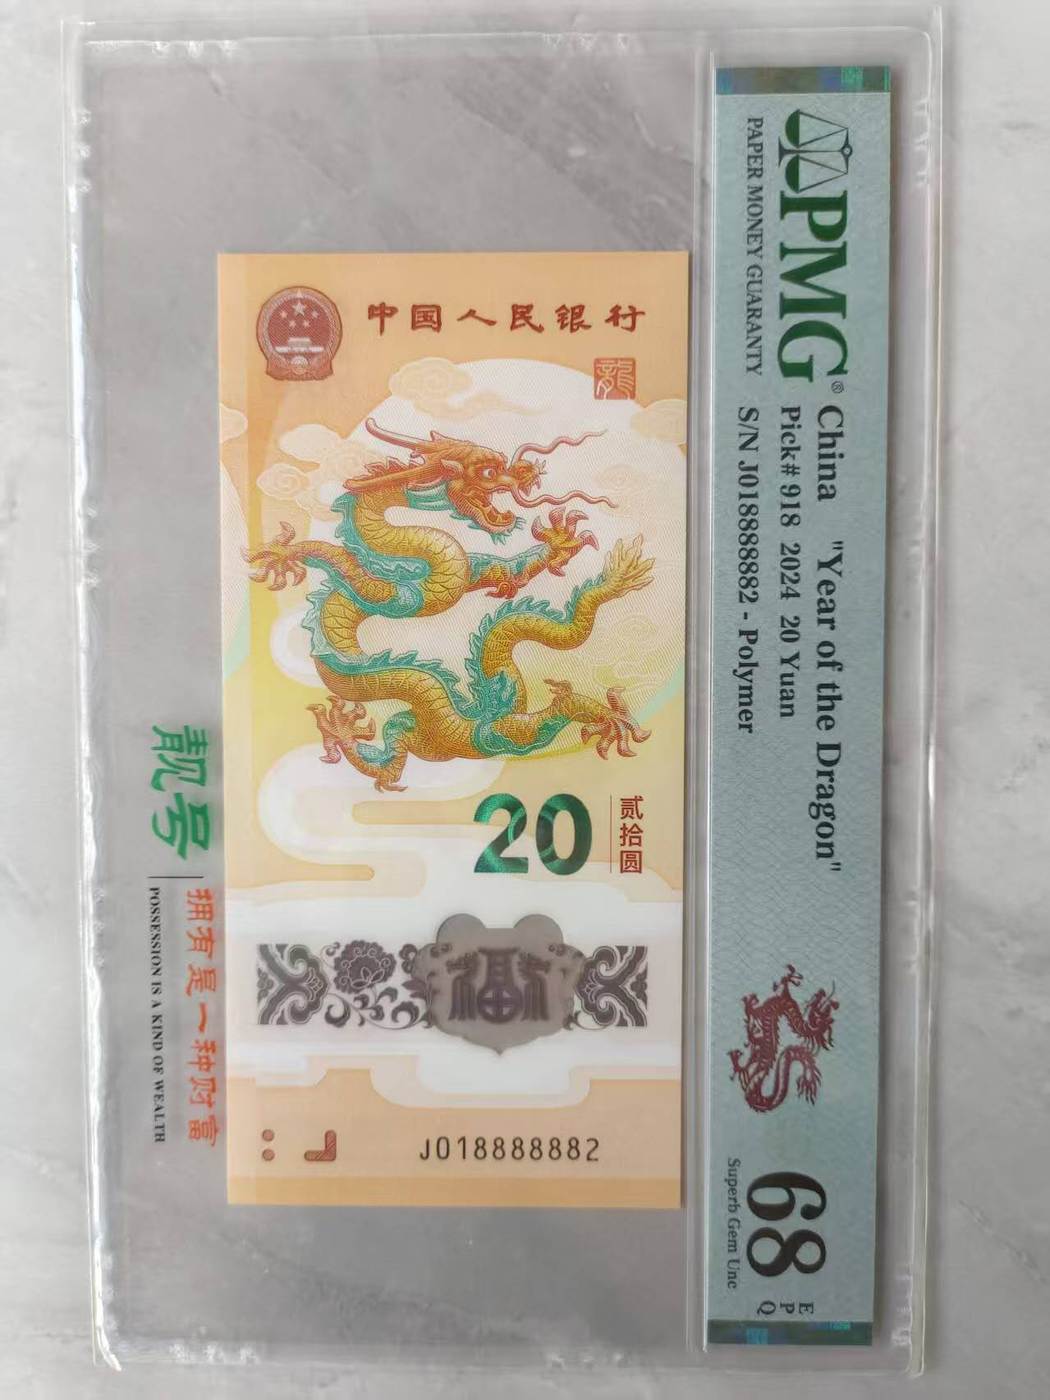 中国人民银行
龍
20
贰拾圆
福
J018888882
PMG®
PAPER MONEY GUARANTY
China "Year of the Dragon"
Pick# 918 2024 20 Yuan
S/N J018888882 - Polymer
68
EPQ
Superb Gem Unc
靓号
拥有是一种财富
POSSESSION IS A KIND OF WEALTH